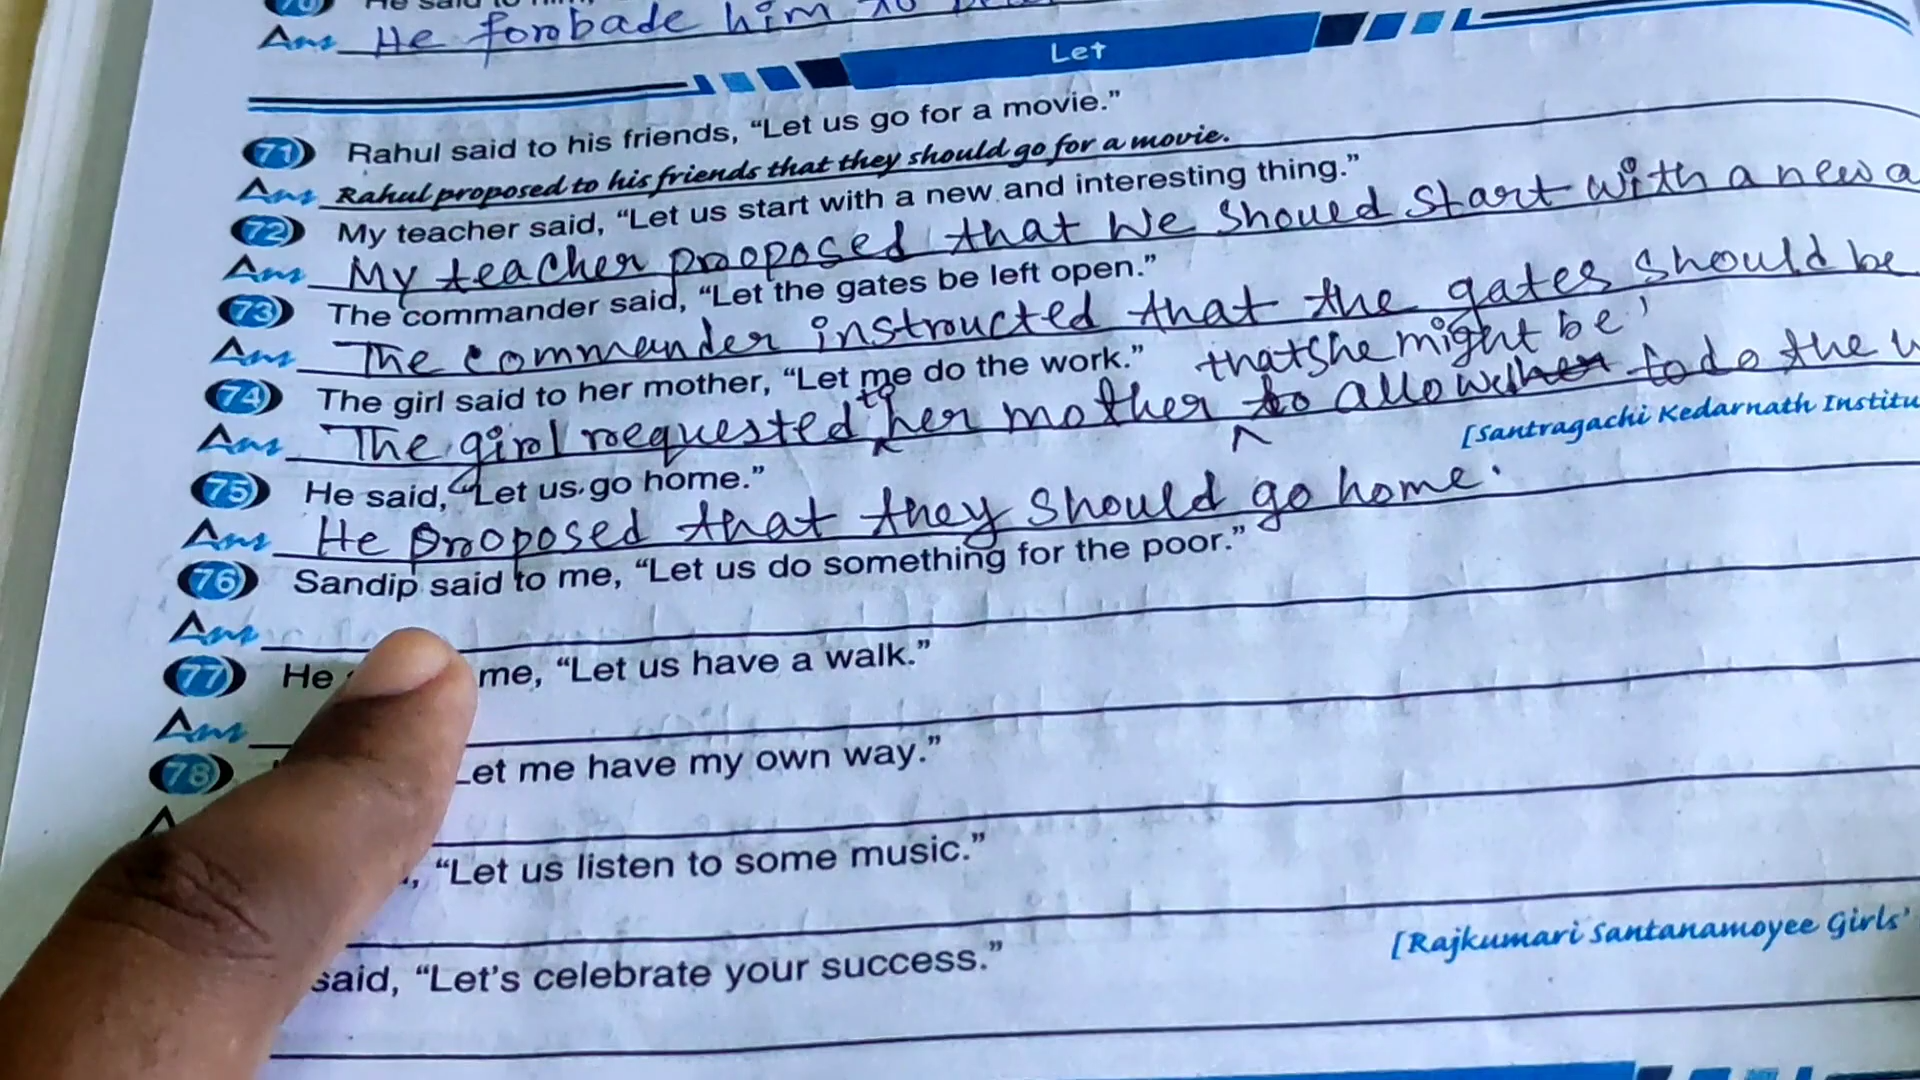 70 He said to him,
Ans He forbade him to
Let
71 Rahul said to his friends, “Let us go for a movie.”
Ans Rahul proposed to his friends that they should go for a movie.
72 My teacher said, “Let us start with a new and interesting thing.”
Ans My teacher proposed that we should start with a new a
73 The commander said, “Let the gates be left open.”
Ans The commander instructed that the gates should be
74 The girl said to her mother, “Let me do the work.”
that she might be
to
Ans The girl requested her mother to allow her to do the w
[Santragachi Kedarnath Institu
75 He said, “Let us go home.”
Ans He proposed that they should go home.
76 Sandip said to me, “Let us do something for the poor.”
Ans
77 He me, “Let us have a walk.”
Ans
78 Let me have my own way.”
“Let us listen to some music.”
[Rajkumari Santanamoyee Girls'
said, “Let's celebrate your success.”